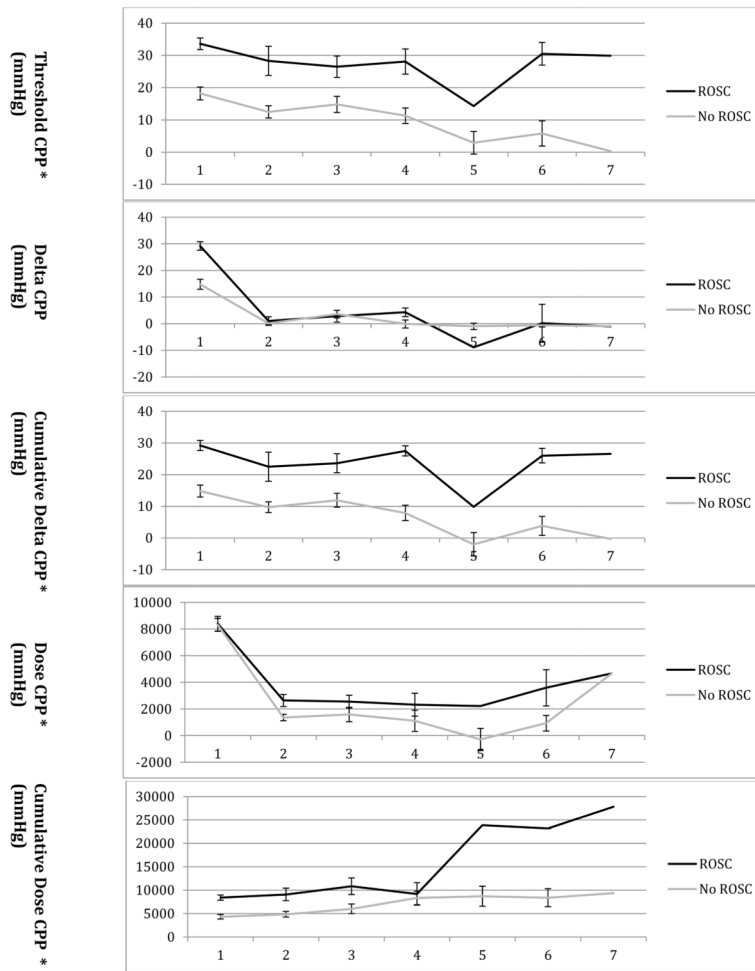 Threshold CPP *
(mmHg)
40
30
20
10
0
-10
1 2 3 4 5 6 7
ROSC
No ROSC
Delta CPP
(mmHg)
40
30
20
10
0
-10
-20
1 2 3 4 5 6 7
ROSC
No ROSC
Cumulative Delta CPP *
(mmHg)
40
30
20
10
0
-10
1 2 3 4 5 6 7
ROSC
No ROSC
Dose CPP *
(mmHg)
10000
8000
6000
4000
2000
0
-2000
1 2 3 4 5 6 7
ROSC
No ROSC
Cumulative Dose CPP *
(mmHg)
30000
25000
20000
15000
10000
5000
0
1 2 3 4 5 6 7
ROSC
No ROSC